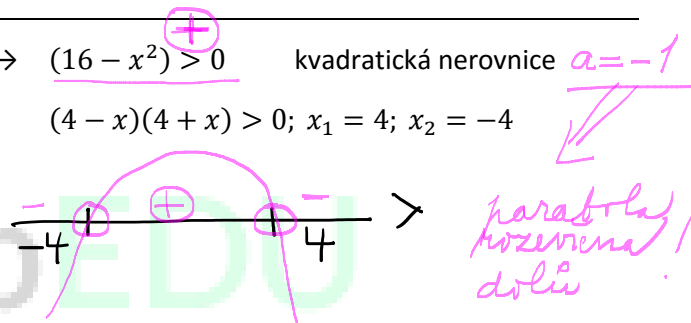 +
→ (16 − x²) > 0 kvadratická nerovnice a=-1
(4 − x)(4 + x) > 0; x₁ = 4; x₂ = −4
− + −
-4 4 >
parabola
rozevřena
dolů !
EDU